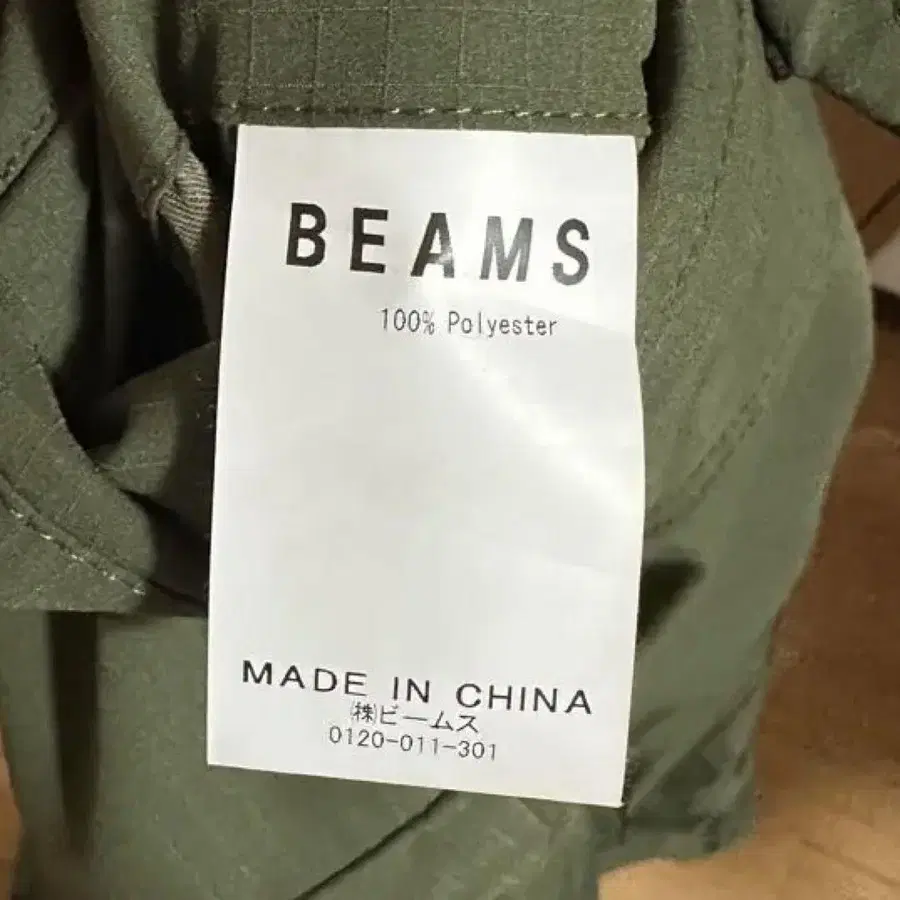 BEAMS
100% Polyester
MADE IN CHINA
㈱ビームス
0120-011-301